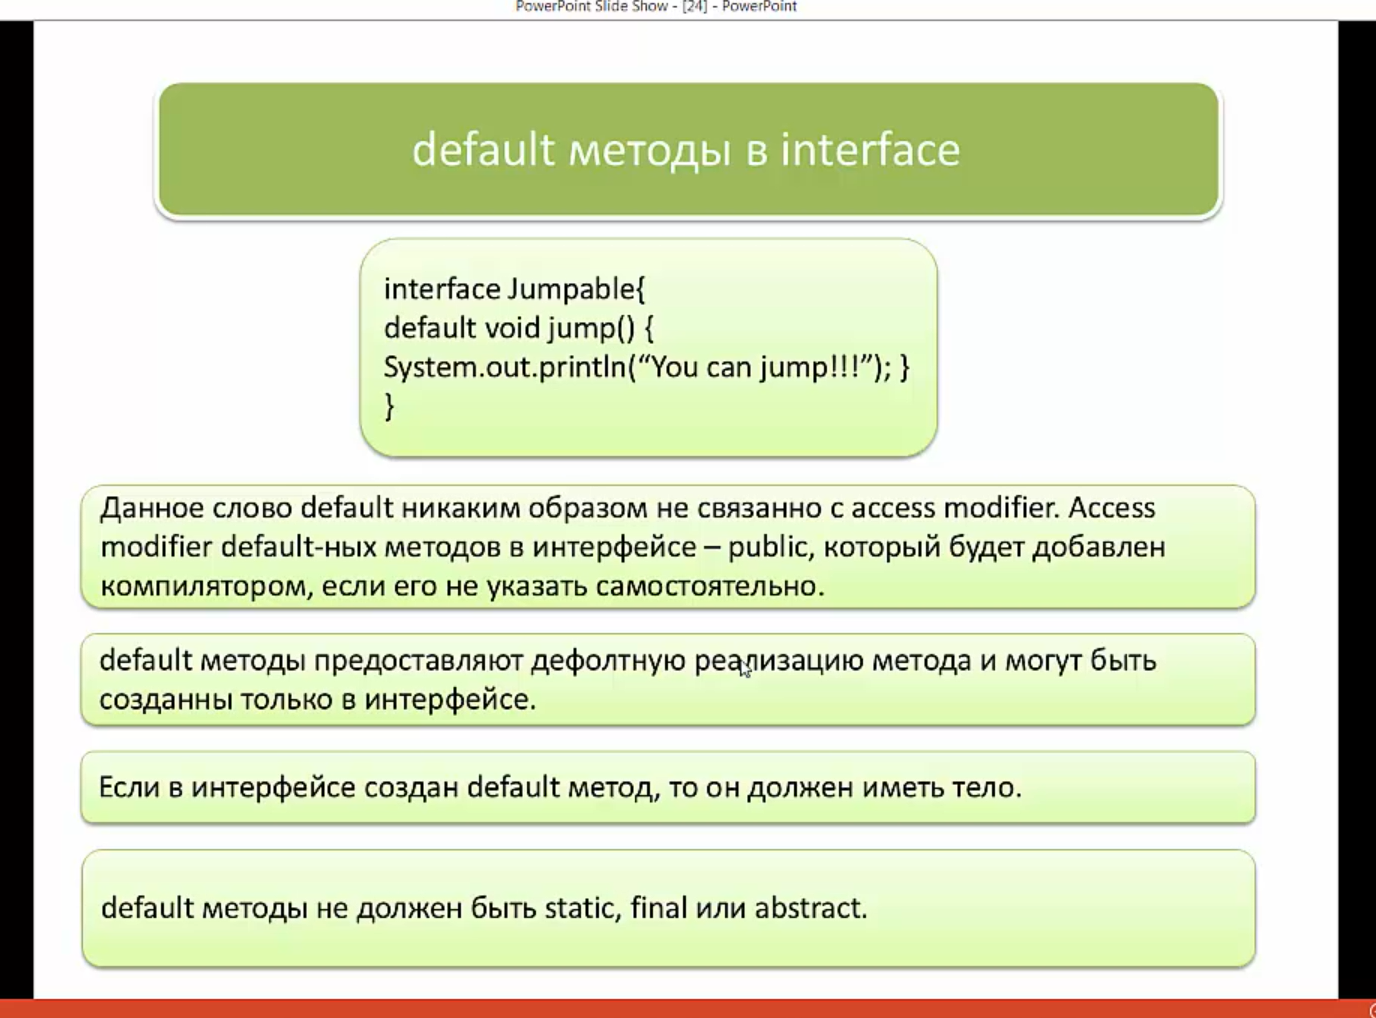 PowerPoint Slide Show - [24] - PowerPoint
default методы в interface
interface Jumpable{
default void jump() {
System.out.println(“You can jump!!!”); }
}
Данное слово default никаким образом не связанно с access modifier. Access
modifier default-ных методов в интерфейсе – public, который будет добавлен
компилятором, если его не указать самостоятельно.
default методы предоставляют дефолтную реализацию метода и могут быть
созданны только в интерфейсе.
Если в интерфейсе создан default метод, то он должен иметь тело.
default методы не должен быть static, final или abstract.